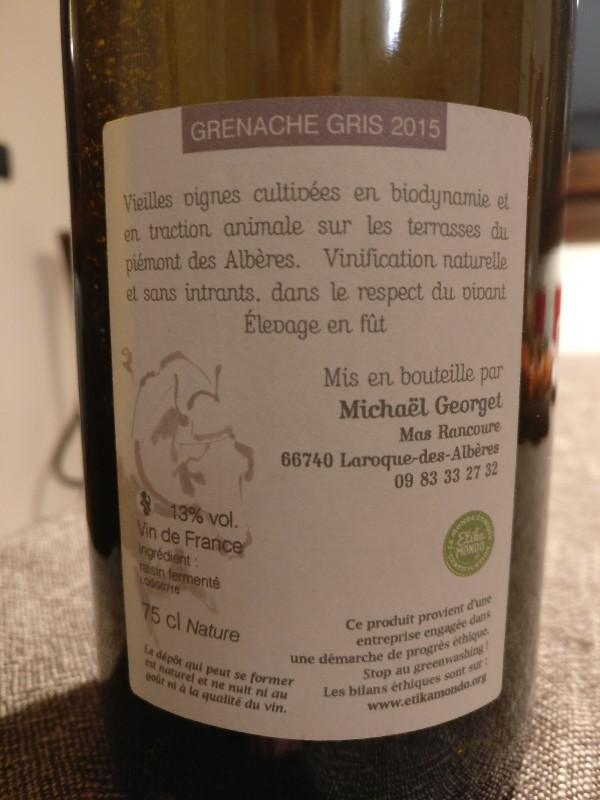 GRENACHE GRIS 2015
Vieilles vignes cultivées en biodynamie et
en traction animale sur les terrasses du
piémont des Albères. Vinification naturelle
et sans intrants, dans le respect du vivant
Élevage en fût
Mis en bouteille par
Michaël Georget
Mas Rancoure
66740 Laroque-des-Albères
09 83 33 27 32
13% vol.
Vin de France
Ingrédient :
raisin fermenté
75 cl Nature
Le dépôt qui peut se former
est naturel et ne nuit ni au
goût ni à la qualité du vin.
Etika
MONDO
Ce produit provient d'une
entreprise engagée dans
une démarche de progrès éthique.
Stop au greenwashing !
Les bilans éthiques sont sur :
www.etikamondo.org